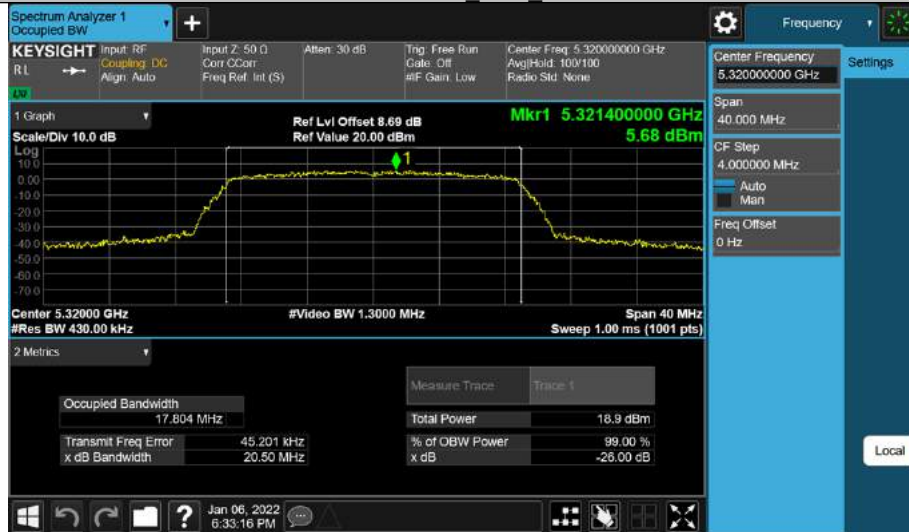 Spectrum Analyzer 1
Occupied BW
Frequency
KEYSIGHT
RL
Input: RF
Coupling: DC
Align: Auto
Input Z: 50 Ω
Corr CCorr
Freq Ref: Int (S)
Atten: 30 dB
Trig: Free Run
Gate: Off
#IF Gain: Low
Center Freq: 5.320000000 GHz
Avg|Hold: 100/100
Radio Std: None
Center Frequency
5.320000000 GHz
Settings
Span
40.000 MHz
CF Step
4.000000 MHz
Auto
Man
Freq Offset
0 Hz
1 Graph
Scale/Div 10.0 dB
Ref Lvl Offset 8.69 dB
Ref Value 20.00 dBm
Mkr1 5.321400000 GHz
5.68 dBm
Log
10.0
0.00
-10.0
-20.0
-30.0
-40.0
-50.0
-60.0
-70.0
1
Center 5.32000 GHz
#Res BW 430.00 kHz
#Video BW 1.3000 MHz
Span 40 MHz
Sweep 1.00 ms (1001 pts)
2 Metrics
Measure Trace
Trace 1
Occupied Bandwidth
17.804 MHz
Total Power
18.9 dBm
Transmit Freq Error
45.201 kHz
% of OBW Power
99.00 %
x dB Bandwidth
20.50 MHz
x dB
-26.00 dB
Local
Jan 06, 2022
6:33:16 PM